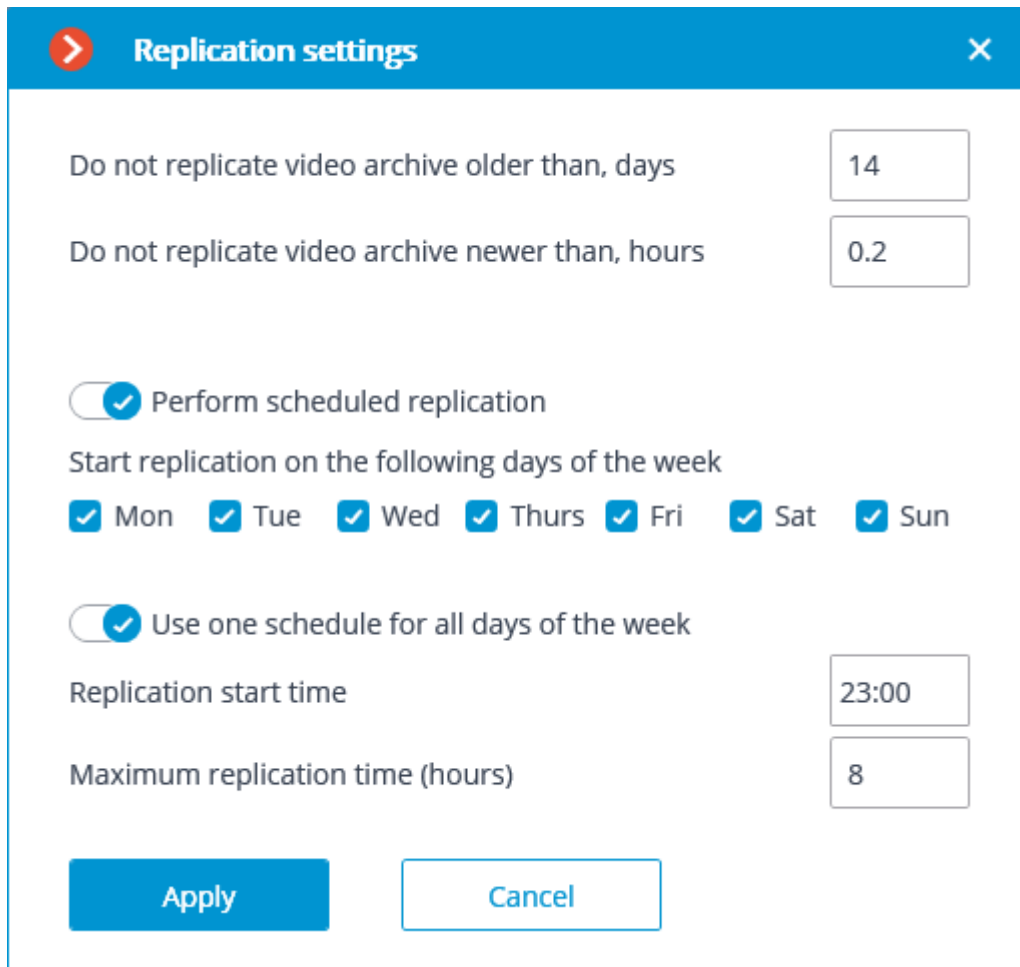 Replication settings
Do not replicate video archive older than, days 14
Do not replicate video archive newer than, hours 0.2
Perform scheduled replication
Start replication on the following days of the week
Mon Tue Wed Thurs Fri Sat Sun
Use one schedule for all days of the week
Replication start time 23:00
Maximum replication time (hours) 8
Apply Cancel